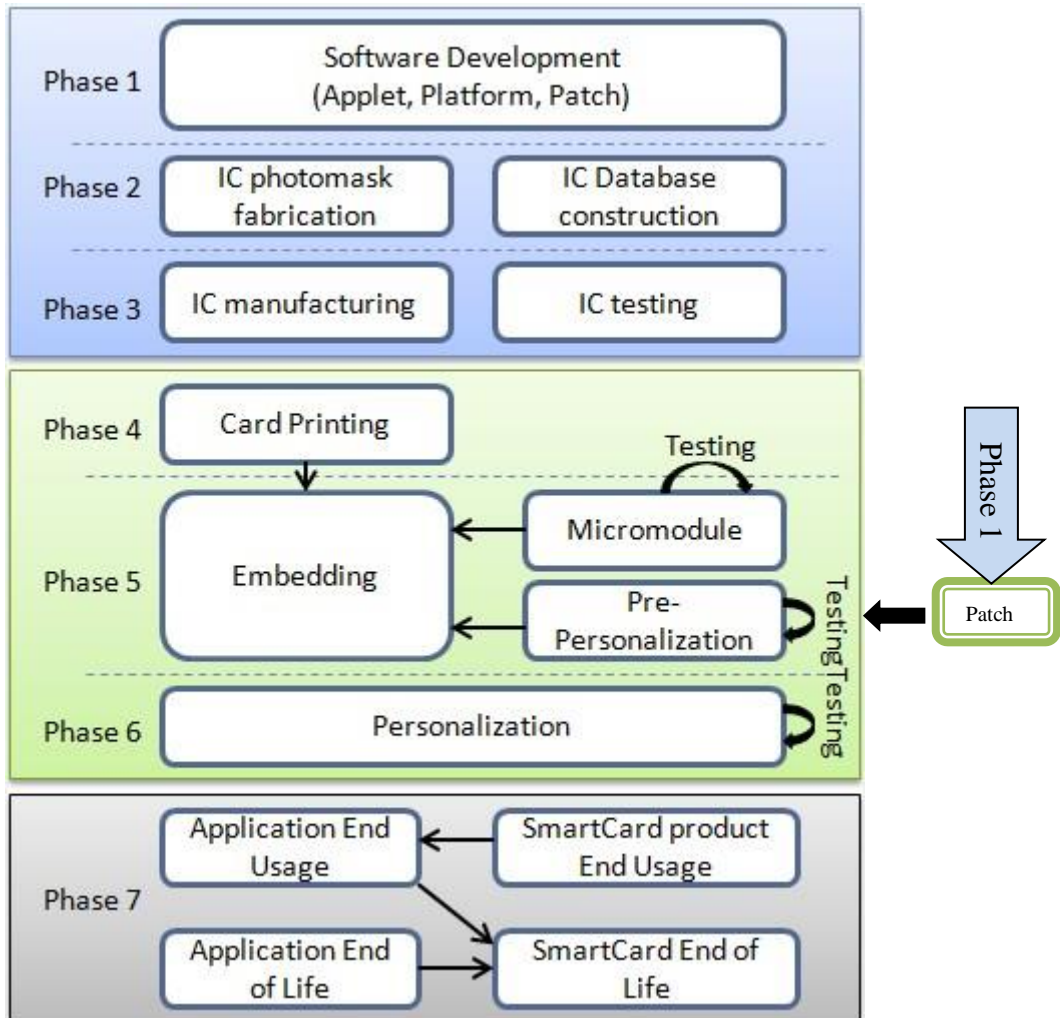 Phase 1
Software Development
(Applet, Platform, Patch)
Phase 2
IC photomask
fabrication
IC Database
construction
Phase 3
IC manufacturing
IC testing
Phase 4
Card Printing
Testing
Phase 5
Embedding
Micromodule
Pre-
Personalization
Testing
Phase 1
Patch
Phase 6
Personalization
Testing
Phase 7
Application End
Usage
SmartCard product
End Usage
Application End
of Life
SmartCard End of
Life